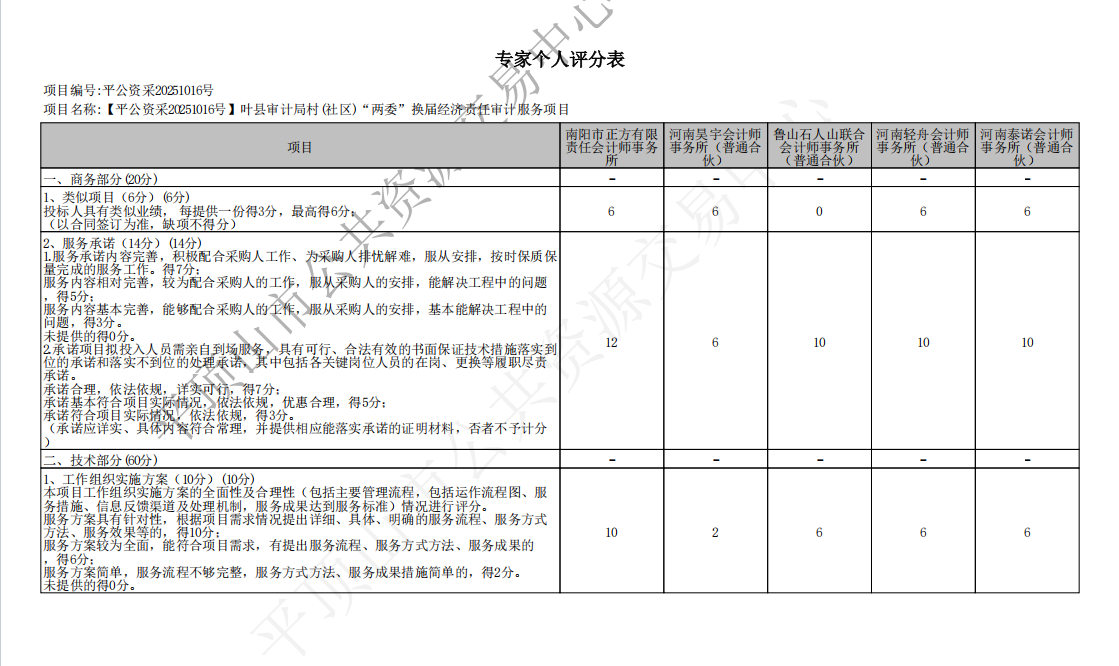 专家个人评分表
项目编号:平公资采20251016号
项目名称:【平公资采20251016号】叶县审计局村(社区)“两委”换届经济责任审计服务项目
项目
南阳市正方有限
责任会计师事务
所
河南昊宇会计师
事务所（普通合
伙）
鲁山石人山联合
会计师事务所
（普通合伙）
河南轻舟会计师
事务所（普通合
伙）
河南泰诺会计师
事务所（普通合
伙）
一、商务部分(20分)
- - - - -
1、类似项目（6分）(6分)
投标人具有类似业绩， 每提供一份得3分，最高得6分；
（以合同签订为准，缺项不得分）
6 6 0 6 6
2、服务承诺（14分）(14分)
1.服务承诺内容完善，积极配合采购人工作、为采购人排忧解难，服从安排，按时保质保
量完成的服务工作。得7分；
服务内容相对完善，较为配合采购人的工作，服从采购人的安排，能解决工程中的问题
，得5分；
服务内容基本完善，能够配合采购人的工作，服从采购人的安排，基本能解决工程中的
问题，得3分。
未提供的得0分。
2.承诺项目拟投入人员需亲自到场服务，具有可行、合法有效的书面保证技术措施落实到
位的承诺和落实不到位的处理承诺，其中包括各关键岗位人员的在岗、更换等履职尽责
承诺。
承诺合理，依法依规，详实可行，得7分；
承诺基本符合项目实际情况，依法依规，优惠合理，得5分；
承诺符合项目实际情况，依法依规，得3分。
（承诺应详实、具体内容符合常理，并提供相应能落实承诺的证明材料，否者不予计分
）
12 6 10 10 10
二、技术部分(60分)
- - - - -
1、工作组织实施方案（10分）(10分)
本项目工作组织实施方案的全面性及合理性（包括主要管理流程，包括运作流程图、服
务措施、信息反馈渠道及处理机制，服务成果达到服务标准）情况进行评分。
服务方案具有针对性，根据项目需求情况提出详细、具体、明确的服务流程、服务方式
方法、服务效果等的，得10分；
服务方案较为全面，能符合项目需求，有提出服务流程、服务方式方法、服务成果的
，得6分；
服务方案简单，服务流程不够完整，服务方式方法、服务成果措施简单的，得2分。
未提供的得0分。
10 2 6 6 6
平顶山市公共资源交易中心
平顶山市公共资源交易中心